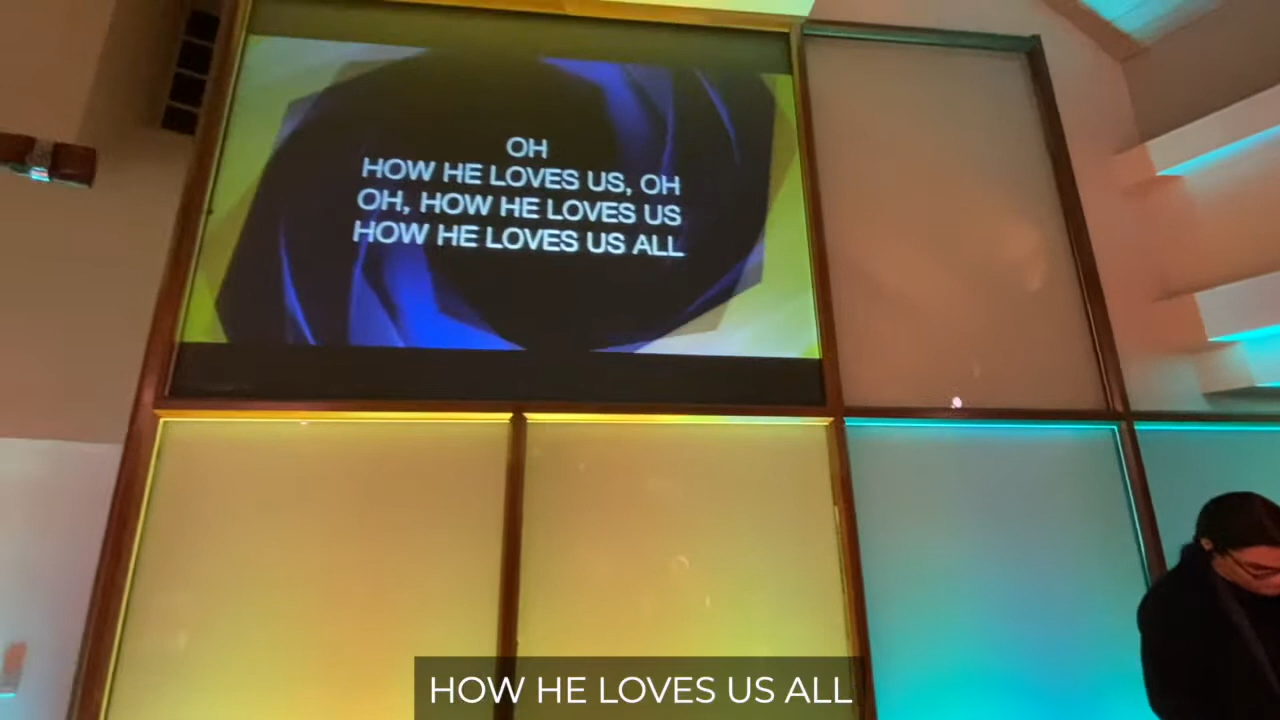 OH
HOW HE LOVES US, OH
OH, HOW HE LOVES US
HOW HE LOVES US ALL
HOW HE LOVES US ALL